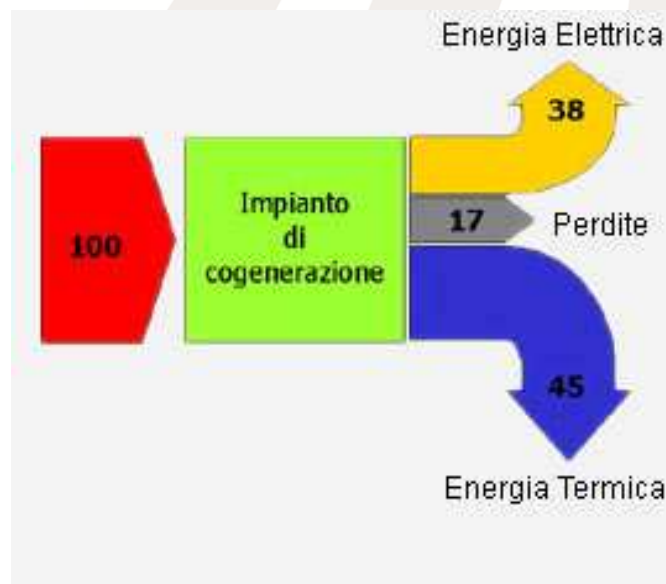 Energia Elettrica
38
100
Impianto
di
cogenerazione
17
Perdite
45
Energia Termica